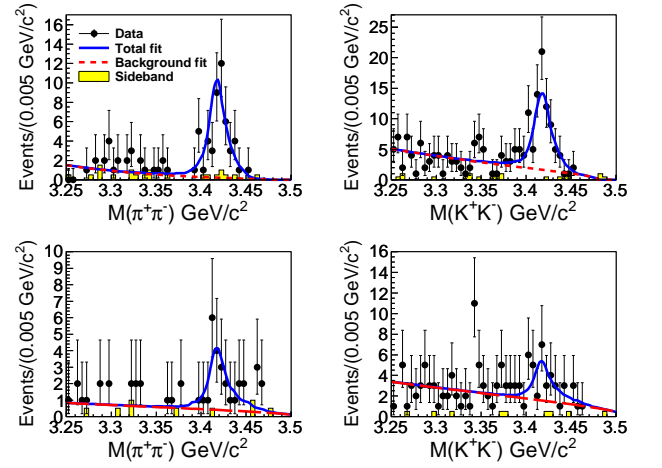 Events/(0.005 GeV/c²)
16
14
12
10
8
6
4
2
0
Data
Total fit
Background fit
Sideband
3.25 3.3 3.35 3.4 3.45 3.5
M(π⁺π⁻) GeV/c²
Events/(0.005 GeV/c²)
25
20
15
10
5
0
3.25 3.3 3.35 3.4 3.45 3.5
M(K⁺K⁻) GeV/c²
Events/(0.005 GeV/c²)
10
9
8
7
6
5
4
3
2
1
0
3.25 3.3 3.35 3.4 3.45 3.5
M(π⁺π⁻) GeV/c²
Events/(0.005 GeV/c²)
16
14
12
10
8
6
4
2
0
3.25 3.3 3.35 3.4 3.45 3.5
M(K⁺K⁻) GeV/c²